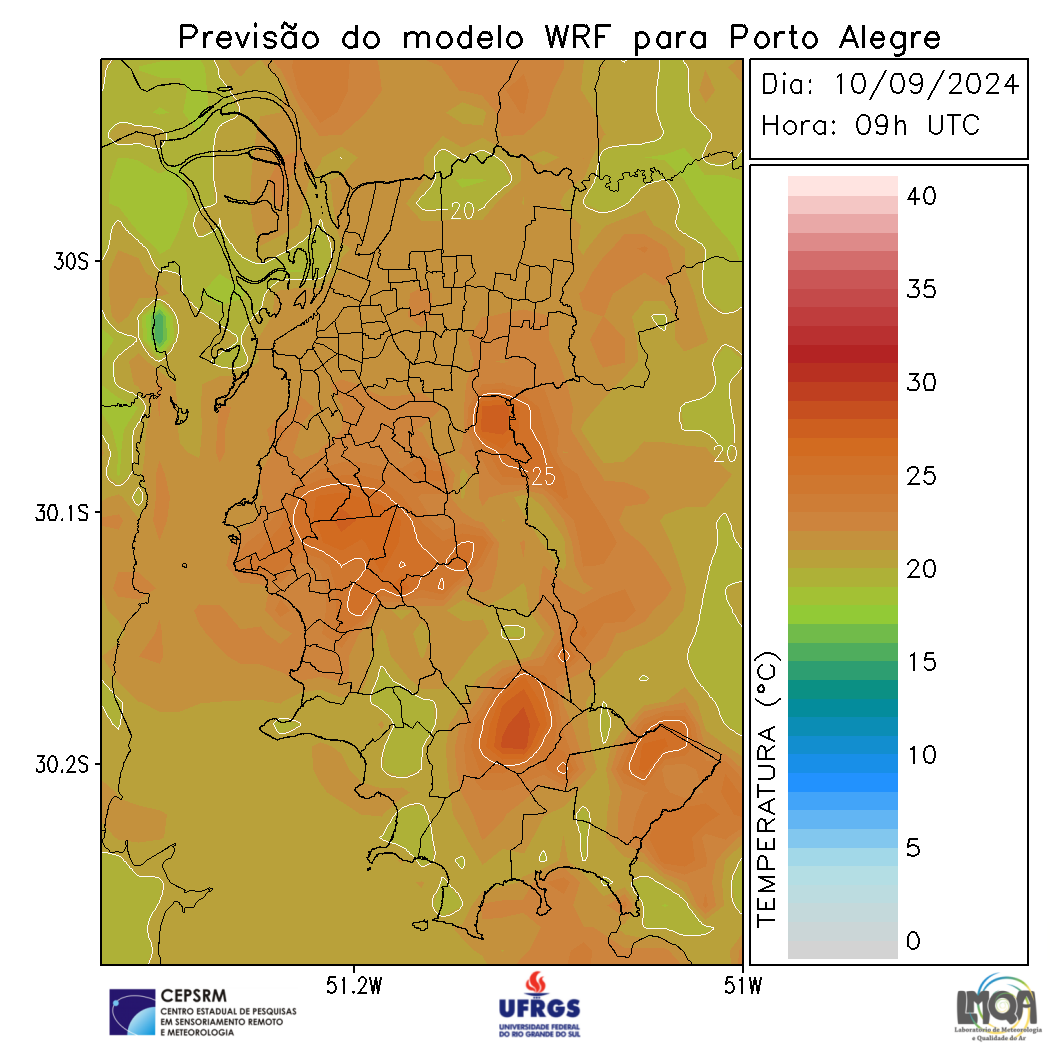 Previsão do modelo WRF para Porto Alegre
Dia: 10/09/2024
Hora: 09h UTC
30S
30.1S
30.2S
51.2W
51W
20
25
20
TEMPERATURA (°C)
40
35
30
25
20
15
10
5
0
CEPSRM
CENTRO ESTADUAL DE PESQUISAS
EM SENSORIAMENTO REMOTO
E METEOROLOGIA
UFRGS
UNIVERSIDADE FEDERAL
DO RIO GRANDE DO SUL
LMQA
Laboratório de Meteorologia
e Qualidade do Ar